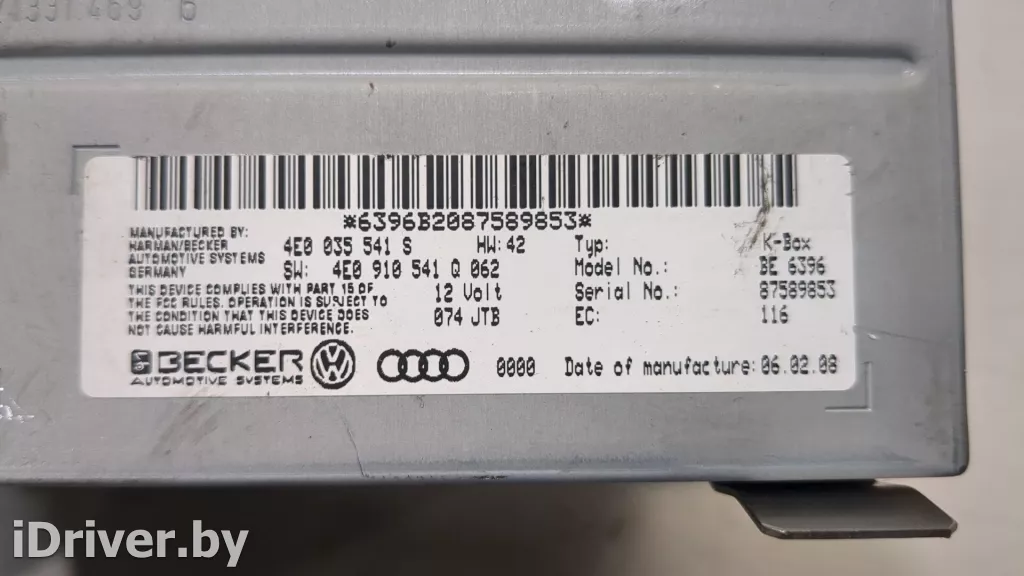 469 6
*6396B2087589853*
MANUFACTURED BY:
HARMAN/BECKER
AUTOMOTIVE SYSTEMS
GERMANY
4E0 035 541 S HW: 42
SW: 4E0 910 541 Q 062
THIS DEVICE COMPLIES WITH PART 15 OF
THE FCC RULES. OPERATION IS SUBJECT TO
THE CONDITION THAT THIS DEVICE DOES
NOT CAUSE HARMFUL INTERFERENCE.
12 Volt
074 JTB
Typ: K-Box
Model No.: BE 6396
Serial No.: 87589853
EC: 116
BECKER
AUTOMOTIVE SYSTEMS
0000 Date of manufacture: 06.02.08
iDriver.by